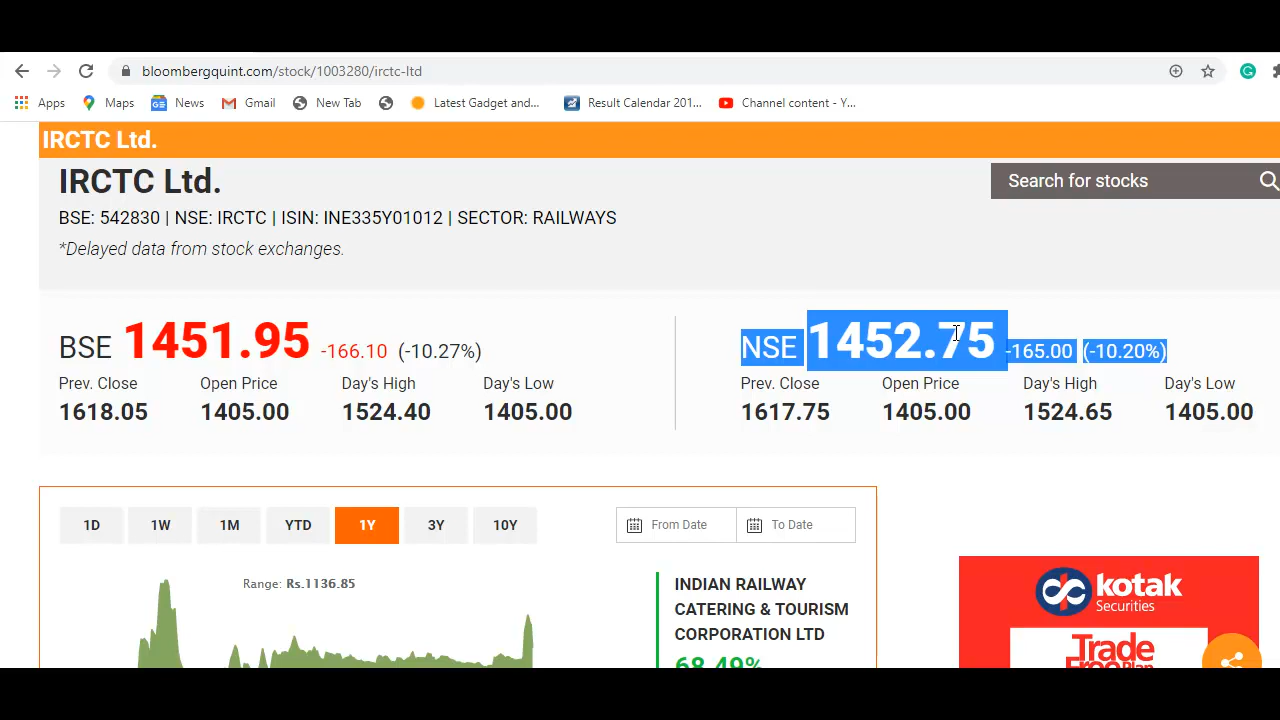 bloombergquint.com/stock/1003280/irctc-ltd
Apps Maps News Gmail New Tab Latest Gadget and... Result Calendar 201... Channel content - Y...
IRCTC Ltd.
IRCTC Ltd.
Search for stocks
BSE: 542830 | NSE: IRCTC | ISIN: INE335Y01012 | SECTOR: RAILWAYS
*Delayed data from stock exchanges.
BSE 1451.95 -166.10 (-10.27%)
Prev. Close Open Price Day's High Day's Low
1618.05 1405.00 1524.40 1405.00
NSE 1452.75 -165.00 (-10.20%)
Prev. Close Open Price Day's High Day's Low
1617.75 1405.00 1524.65 1405.00
1D 1W 1M YTD 1Y 3Y 10Y
From Date To Date
Range: Rs.1136.85
INDIAN RAILWAY
CATERING & TOURISM
CORPORATION LTD
68.49%
kotak
Securities
Trade
Free Plan